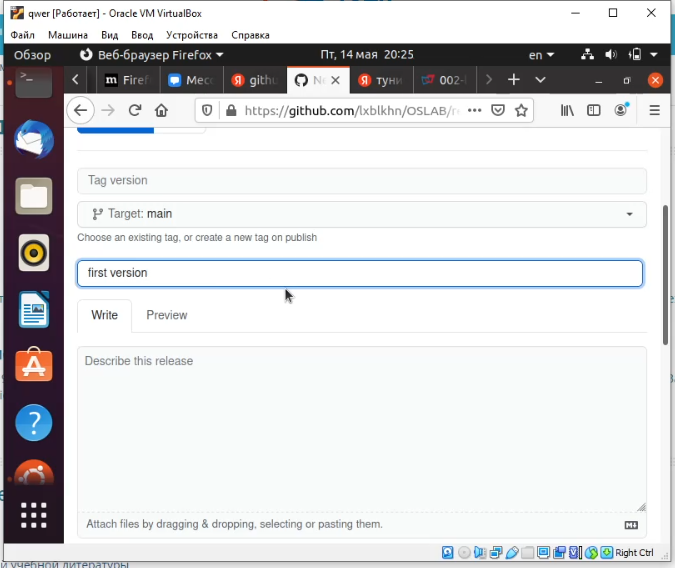 qwer [Работает] - Oracle VM VirtualBox
Файл Машина Вид Ввод Устройства Справка
Обзор Веб-браузер Firefox Пт, 14 мая 20:25 en
Firef Месс githu Ne туни 002-
https://github.com/lxblkhn/OSLAB/re
Tag version
Target: main
Choose an existing tag, or create a new tag on publish
first version
Write Preview
Describe this release
Attach files by dragging & dropping, selecting or pasting them.
Right Ctrl
й учебной литературы